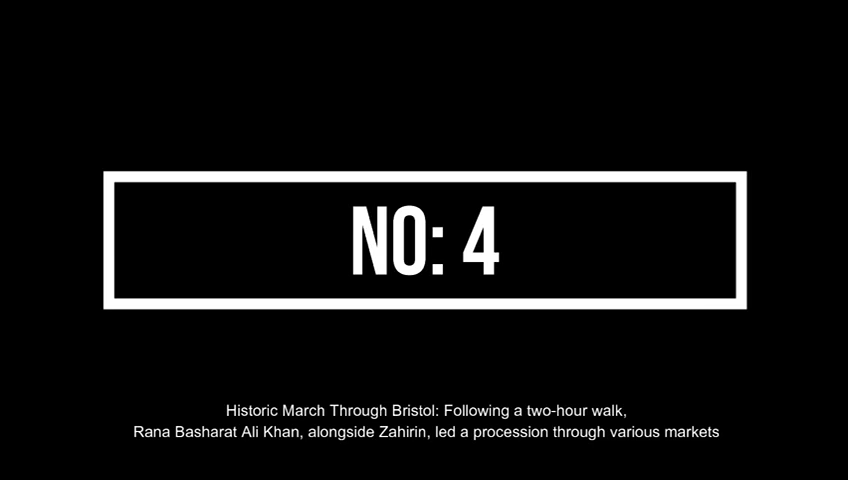 NO: 4
Historic March Through Bristol: Following a two-hour walk,
Rana Basharat Ali Khan, alongside Zahirin, led a procession through various markets